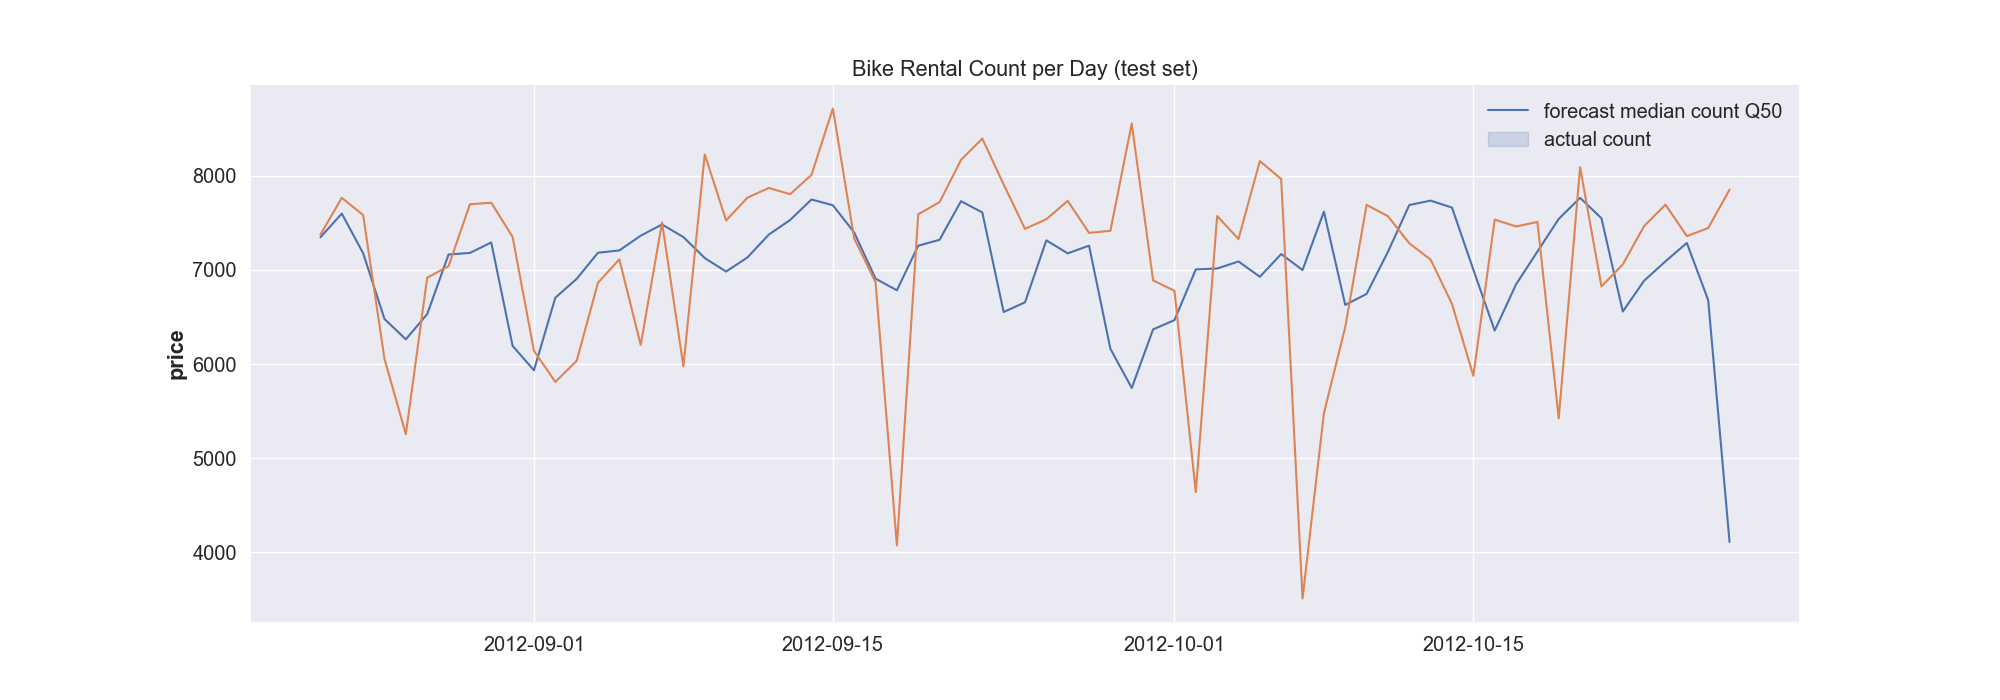 Bike Rental Count per Day (test set)
forecast median count Q50
actual count
price
8000
7000
6000
5000
4000
2012-09-01
2012-09-15
2012-10-01
2012-10-15